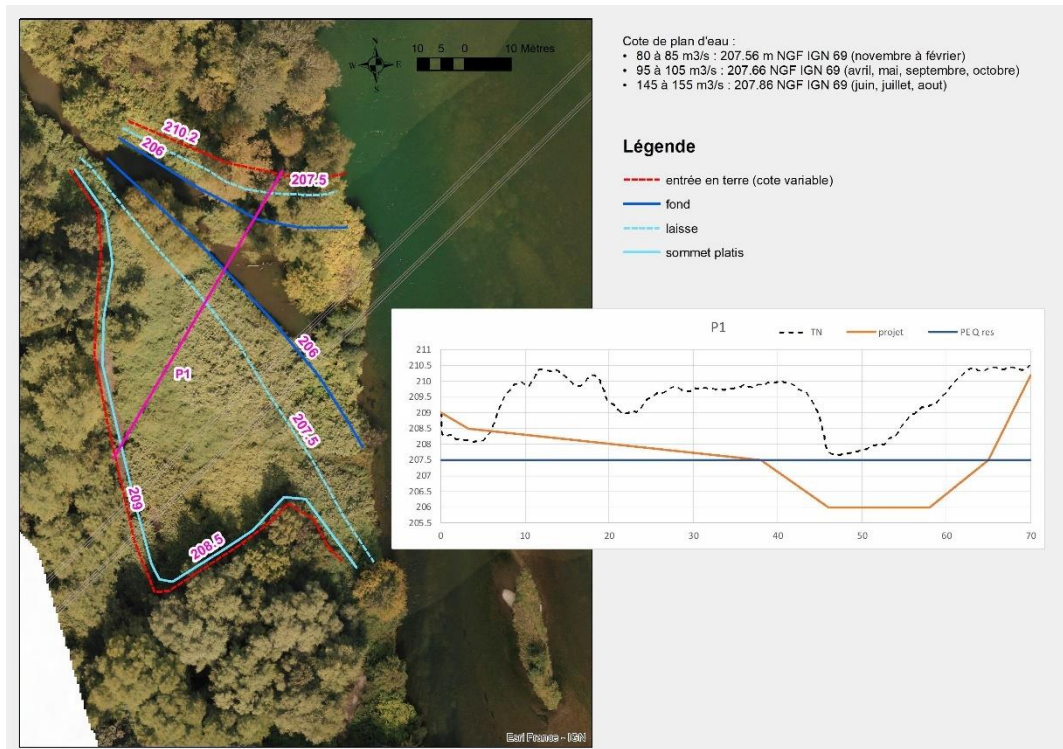 N
W E
S
10 5 0 10 Mètres
210.2
206
207.5
P1
206
207.5
209
208.5
Esri France - IGN
Cote de plan d'eau :
• 80 à 85 m3/s : 207.56 m NGF IGN 69 (novembre à février)
• 95 à 105 m3/s : 207.66 NGF IGN 69 (avril, mai, septembre, octobre)
• 145 à 155 m3/s : 207.86 NGF IGN 69 (juin, juillet, aout)
Légende
entrée en terre (cote variable)
fond
laisse
sommet platis
P1
TN projet PE Q res
211
210.5
210
209.5
209
208.5
208
207.5
207
206.5
206
205.5
0 10 20 30 40 50 60 70